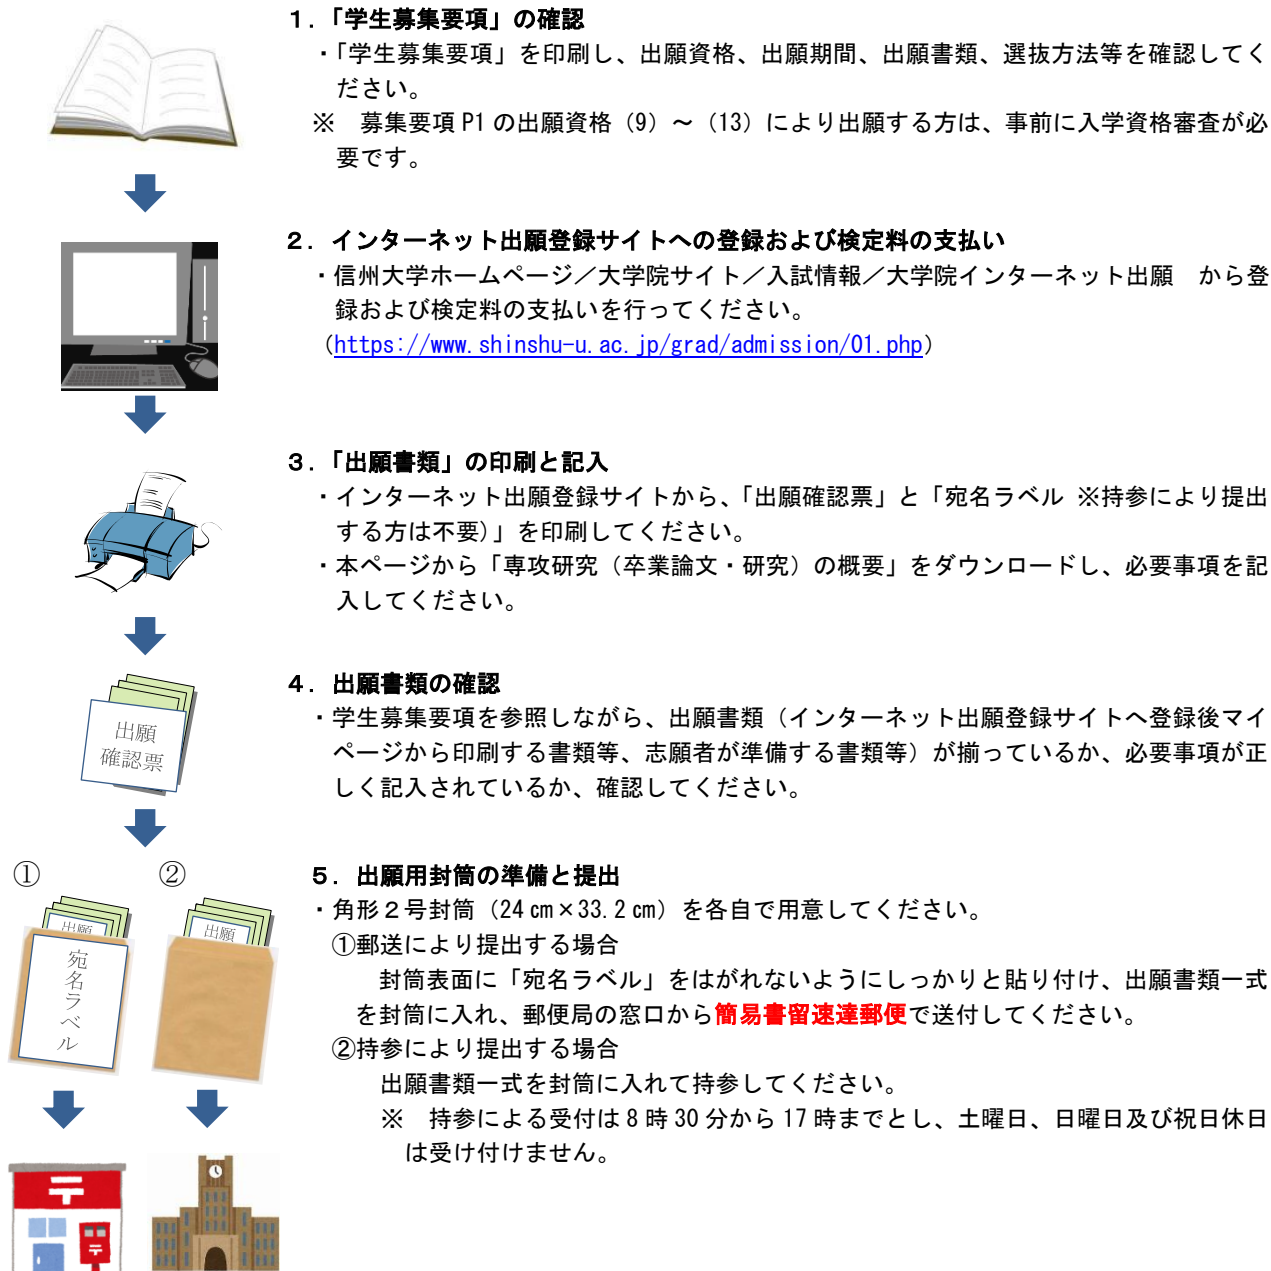 １．「学生募集要項」の確認
・「学生募集要項」を印刷し、出願資格、出願期間、出願書類、選抜方法等を確認してく
ださい。
※　募集要項 P1 の出願資格（9）～（13）により出願する方は、事前に入学資格審査が必
要です。
２．インターネット出願登録サイトへの登録および検定料の支払い
・信州大学ホームページ／大学院サイト／入試情報／大学院インターネット出願　から登
録および検定料の支払いを行ってください。
（https://www.shinshu-u.ac.jp/grad/admission/01.php）
３．「出願書類」の印刷と記入
・インターネット出願登録サイトから、「出願確認票」と「宛名ラベル ※持参により提出
する方は不要）」を印刷してください。
・本ページから「専攻研究（卒業論文・研究）の概要」をダウンロードし、必要事項を記
入してください。
出願
確認票
４．出願書類の確認
・学生募集要項を参照しながら、出願書類（インターネット出願登録サイトへ登録後マイ
ページから印刷する書類等、志願者が準備する書類等）が揃っているか、必要事項が正
しく記入されているか、確認してください。
①
②
出願
宛名ラベル
出願
５．出願用封筒の準備と提出
・角形２号封筒（24 ㎝×33.2 ㎝）を各自で用意してください。
①郵送により提出する場合
封筒表面に「宛名ラベル」をはがれないようにしっかりと貼り付け、出願書類一式
を封筒に入れ、郵便局の窓口から簡易書留速達郵便で送付してください。
②持参により提出する場合
出願書類一式を封筒に入れて持参してください。
※　持参による受付は 8 時 30 分から 17 時までとし、土曜日、日曜日及び祝日休日
は受け付けません。